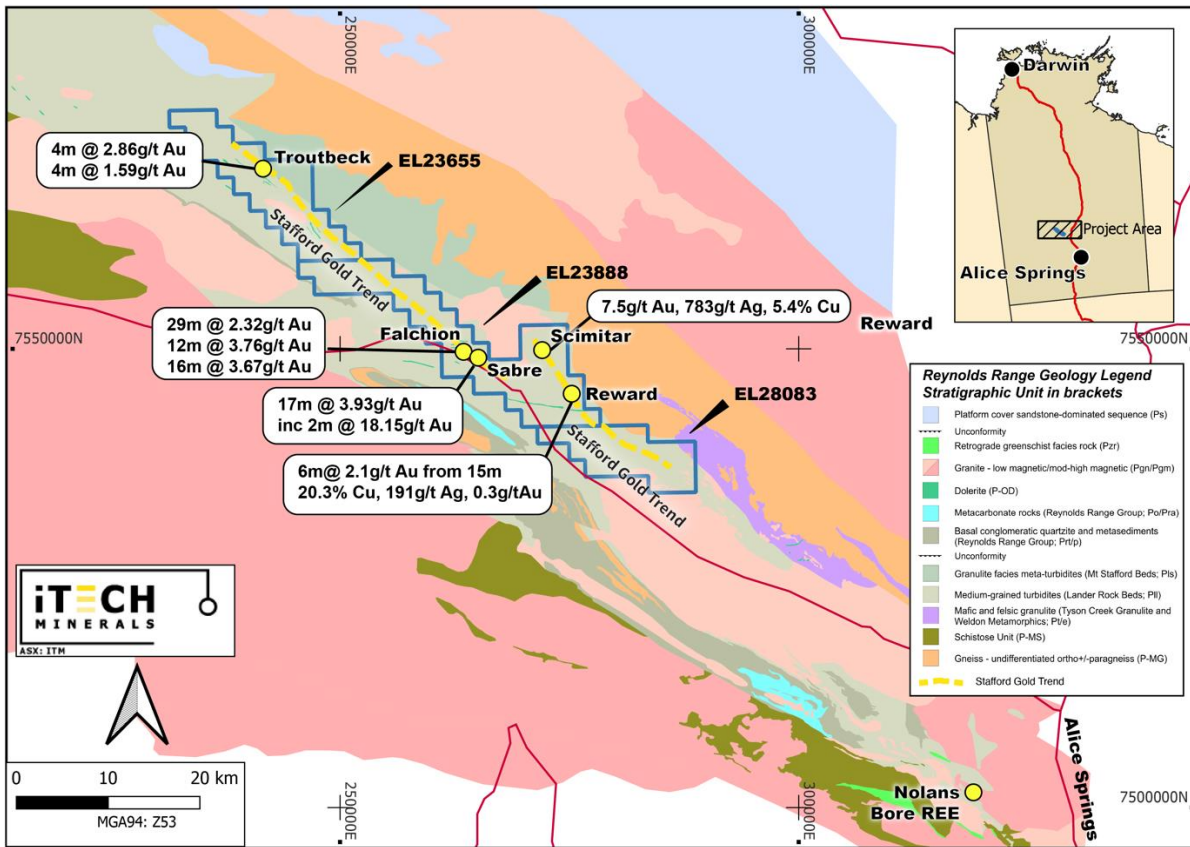 250000E
300000E
Darwin
Project Area
Alice Springs
4m @ 2.86g/t Au
4m @ 1.59g/t Au
Troutbeck
EL23655
Stafford Gold Trend
EL23888
7.5g/t Au, 783g/t Ag, 5.4% Cu
Reward
7550000N
7550000N
29m @ 2.32g/t Au
12m @ 3.76g/t Au
16m @ 3.67g/t Au
Falchion
Sabre
Scimitar
Reward
EL28083
17m @ 3.93g/t Au
inc 2m @ 18.15g/t Au
6m@ 2.1g/t Au from 15m
20.3% Cu, 191g/t Ag, 0.3g/tAu
Stafford Gold Trend
Reynolds Range Geology Legend
Stratigraphic Unit in brackets
Platform cover sandstone-dominated sequence (Ps)
Unconformity
Retrograde greenschist facies rock (Pzr)
Granite - low magnetic/mod-high magnetic (Pgn/Pgm)
Dolerite (P-OD)
Metacarbonate rocks (Reynolds Range Group; Po/Pra)
Basal conglomeratic quartzite and metasediments
(Reynolds Range Group; Prt/p)
Unconformity
Granulite facies meta-turbidites (Mt Stafford Beds; Pls)
Medium-grained turbidites (Lander Rock Beds; Pll)
Mafic and felsic granulite (Tyson Creek Granulite and
Weldon Metamorphics; Pt/e)
Schistose Unit (P-MS)
Gneiss - undifferentiated ortho+/-paragneiss (P-MG)
Stafford Gold Trend
iTECH
MINERALS
ASX: ITM
0 10 20 km
MGA94: Z53
250000E
300000E
Nolans
Bore REE
Alice Springs
7500000N